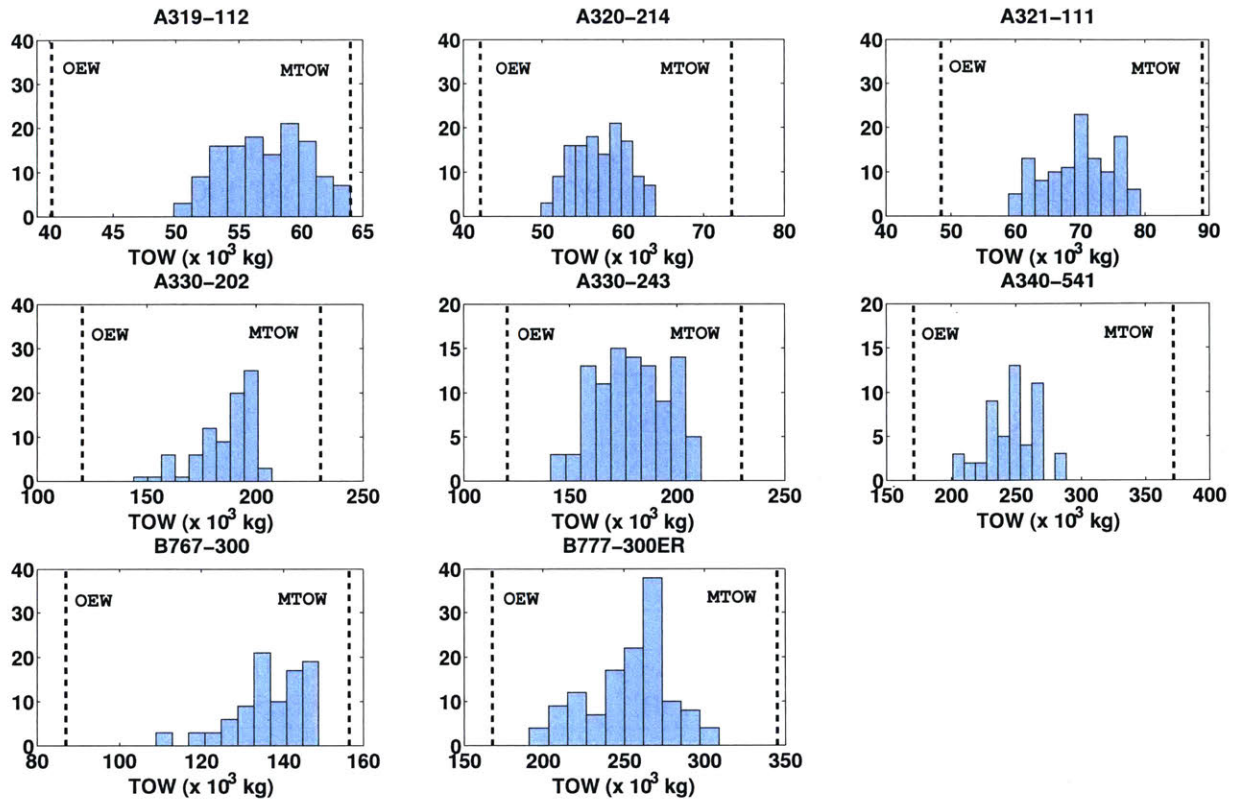 A319-112 A320-214 A321-111
40 40 40
OEW MTOW OEW MTOW OEW MTOW
30 30 30
20 20 20
10 10 10
0 0 0
40 45 50 55 60 65 40 50 60 70 80 40 50 60 70 80 90
TOW (x 10³ kg) TOW (x 10³ kg) TOW (x 10³ kg)
A330-202 A330-243 A340-541
40 20 20
OEW MTOW OEW MTOW OEW MTOW
30 15 15
20 10 10
10 5 5
0 0 0
100 150 200 250 100 150 200 250 150 200 250 300 350 400
TOW (x 10³ kg) TOW (x 10³ kg) TOW (x 10³ kg)
B767-300 B777-300ER
40 40
OEW MTOW OEW MTOW
30 30
20 20
10 10
0 0
80 100 120 140 160 150 200 250 300 350
TOW (x 10³ kg) TOW (x 10³ kg)